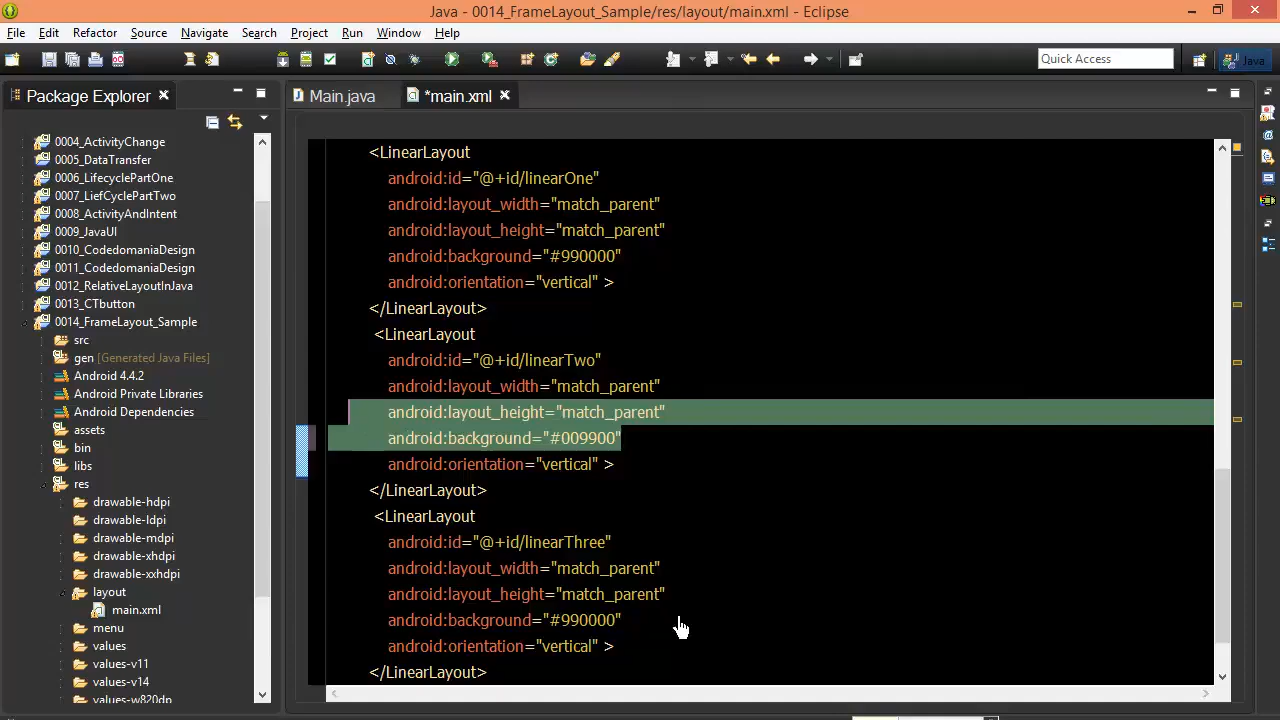 Java - 0014_FrameLayout_Sample/res/layout/main.xml - Eclipse
File Edit Refactor Source Navigate Search Project Run Window Help
Quick Access
Java
Package Explorer
Main.java
*main.xml
0004_ActivityChange
0005_DataTransfer
0006_LifecyclePartOne
0007_LiefCyclePartTwo
0008_ActivityAndIntent
0009_JavaUI
0010_CodedomaniaDesign
0011_CodedomaniaDesign
0012_RelativeLayoutInJava
0013_CTbutton
0014_FrameLayout_Sample
src
gen [Generated Java Files]
Android 4.4.2
Android Private Libraries
Android Dependencies
assets
bin
libs
res
drawable-hdpi
drawable-ldpi
drawable-mdpi
drawable-xhdpi
drawable-xxhdpi
layout
main.xml
menu
values
values-v11
values-v14
values-w820dp
<LinearLayout
android:id="@+id/linearOne"
android:layout_width="match_parent"
android:layout_height="match_parent"
android:background="#990000"
android:orientation="vertical" >
</LinearLayout>
<LinearLayout
android:id="@+id/linearTwo"
android:layout_width="match_parent"
android:layout_height="match_parent"
android:background="#009900"
android:orientation="vertical" >
</LinearLayout>
<LinearLayout
android:id="@+id/linearThree"
android:layout_width="match_parent"
android:layout_height="match_parent"
android:background="#990000"
android:orientation="vertical" >
</LinearLayout>